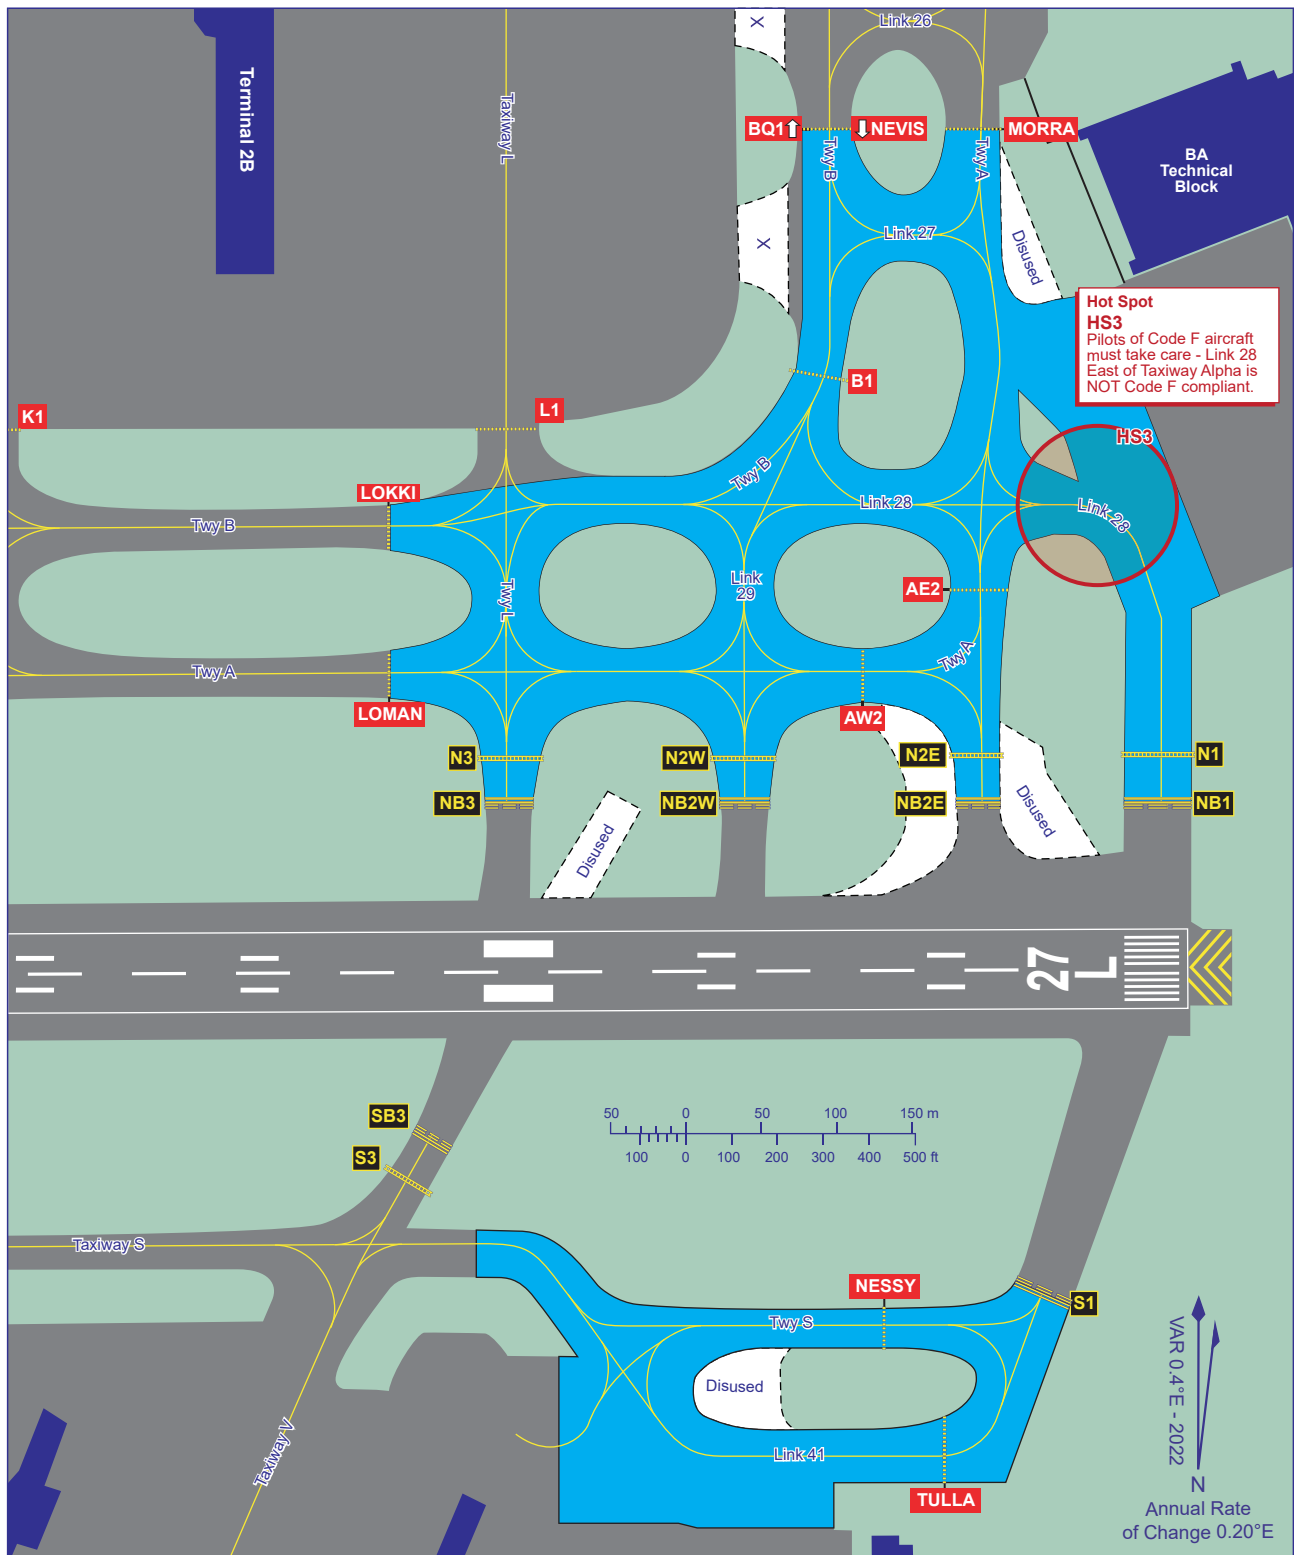 X
Link 26
Terminal 2B
Taxiway L
BQ1
NEVIS
MORRA
Twy B
Twy A
BA
Technical
Block
Link 27
X
Disused
Hot Spot
HS3
Pilots of Code F aircraft
must take care - Link 28
East of Taxiway Alpha is
NOT Code F compliant.
B1
K1
L1
HS3
Twy B
LOKKI
Link 28
Link 28
Twy B
Link
29
AE2
Twy L
Twy A
Twy A
LOMAN
AW2
N3
N2W
N2E
N1
NB3
NB2W
NB2E
NB1
Disused
Disused
27
L
SB3
S3
50 0 50 100 150 m
100 0 100 200 300 400 500 ft
Taxiway S
NESSY
S1
Twy S
Disused
VAR 0.4°E - 2022
Taxiway V
Link 41
TULLA
N
Annual Rate
of Change 0.20°E